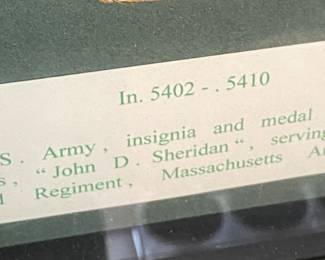 In. 5402 - . 5410
S . Army , insignia and medal
s , “ John D . Sheridan “ , serving
Regiment , Massachusetts